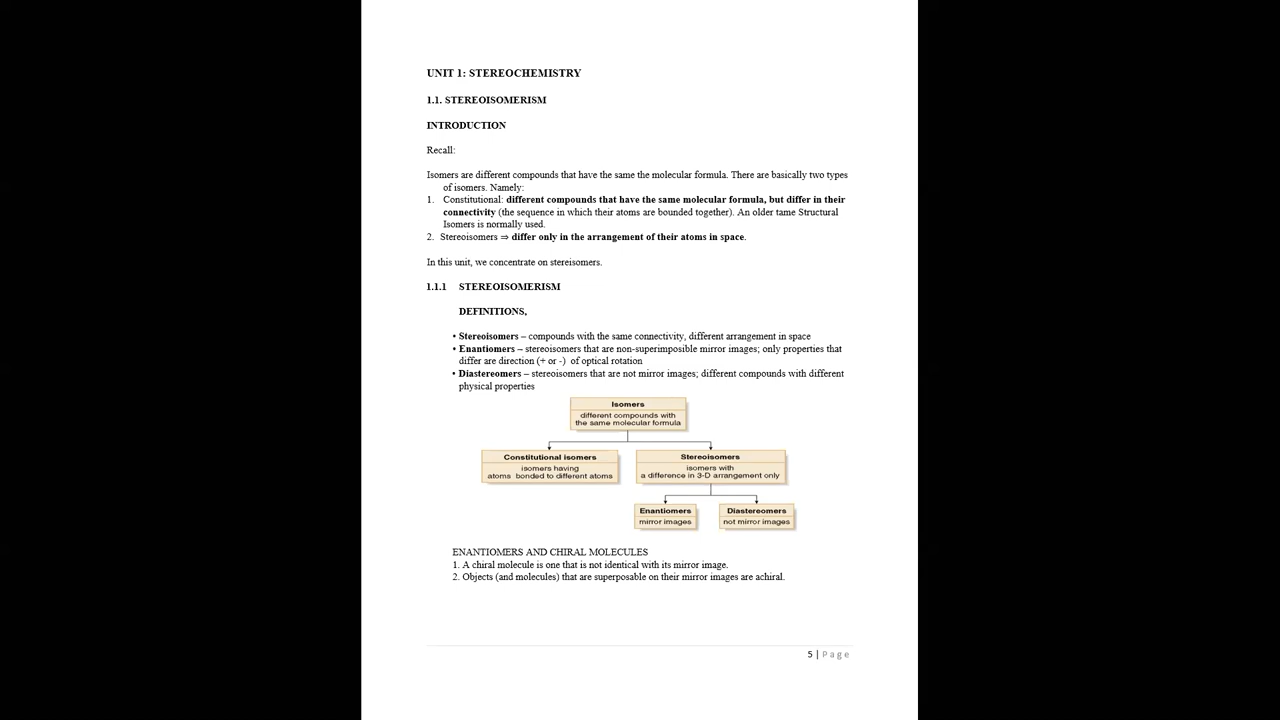 UNIT 1: STEREOCHEMISTRY
1.1. STEREOISOMERISM
INTRODUCTION
Recall:
Isomers are different compounds that have the same the molecular formula. There are basically two types
of isomers. Namely:
1. Constitutional: different compounds that have the same molecular formula, but differ in their
connectivity (the sequence in which their atoms are bounded together). An older tame Structural
Isomers is normally used.
2. Stereoisomers ⇒ differ only in the arrangement of their atoms in space.
In this unit, we concentrate on stereisomers.
1.1.1 STEREOISOMERISM
DEFINITIONS,
• Stereoisomers – compounds with the same connectivity, different arrangement in space
• Enantiomers – stereoisomers that are non-superimposible mirror images; only properties that
differ are direction (+ or -) of optical rotation
• Diastereomers – stereoisomers that are not mirror images; different compounds with different
physical properties
Isomers
different compounds with
the same molecular formula
Constitutional isomers
isomers having
atoms bonded to different atoms
Stereoisomers
isomers with
a difference in 3-D arrangement only
Enantiomers
mirror images
Diastereomers
not mirror images
ENANTIOMERS AND CHIRAL MOLECULES
1. A chiral molecule is one that is not identical with its mirror image.
2. Objects (and molecules) that are superposable on their mirror images are achiral.
5 | Page